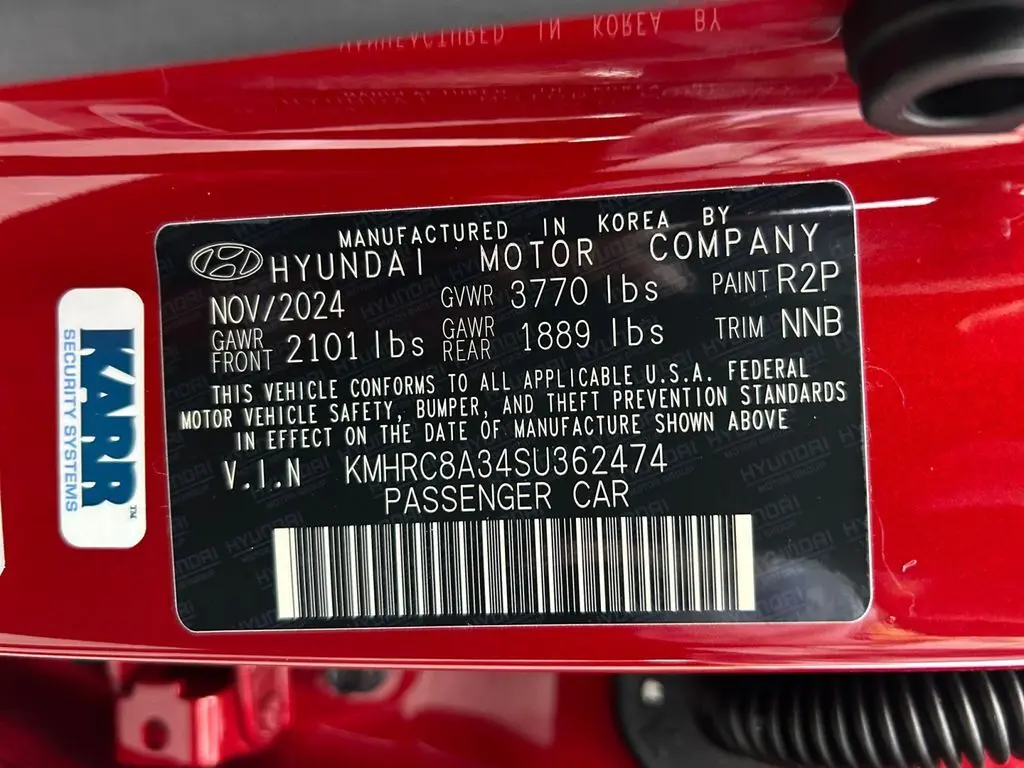 MANUFACTURED IN KOREA BY
HYUNDAI MOTOR COMPANY
NOV/2024 GVWR 3770 lbs PAINT R2P
GAWR FRONT 2101 lbs GAWR REAR 1889 lbs TRIM NNB
THIS VEHICLE CONFORMS TO ALL APPLICABLE U.S.A. FEDERAL
MOTOR VEHICLE SAFETY, BUMPER, AND THEFT PREVENTION STANDARDS
IN EFFECT ON THE DATE OF MANUFACTURE SHOWN ABOVE
V.I.N KMHRC8A34SU362474
PASSENGER CAR
KARR™
SECURITY SYSTEMS